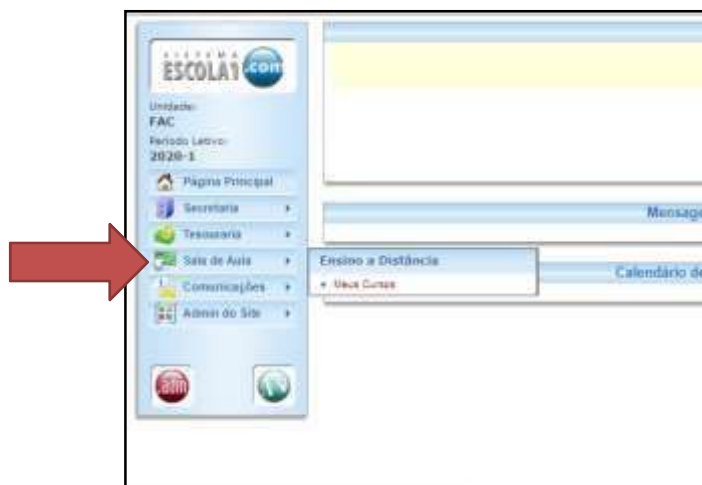 SISTEMA
ESCOLA1.com
Unidade:
FAC
Período Letivo:
2020-1
Página Principal
Secretaria
Tesouraria
Sala de Aula
Comunicações
Admin do Site
Ensino a Distância
Meus Cursos
Mensage
Calendário de